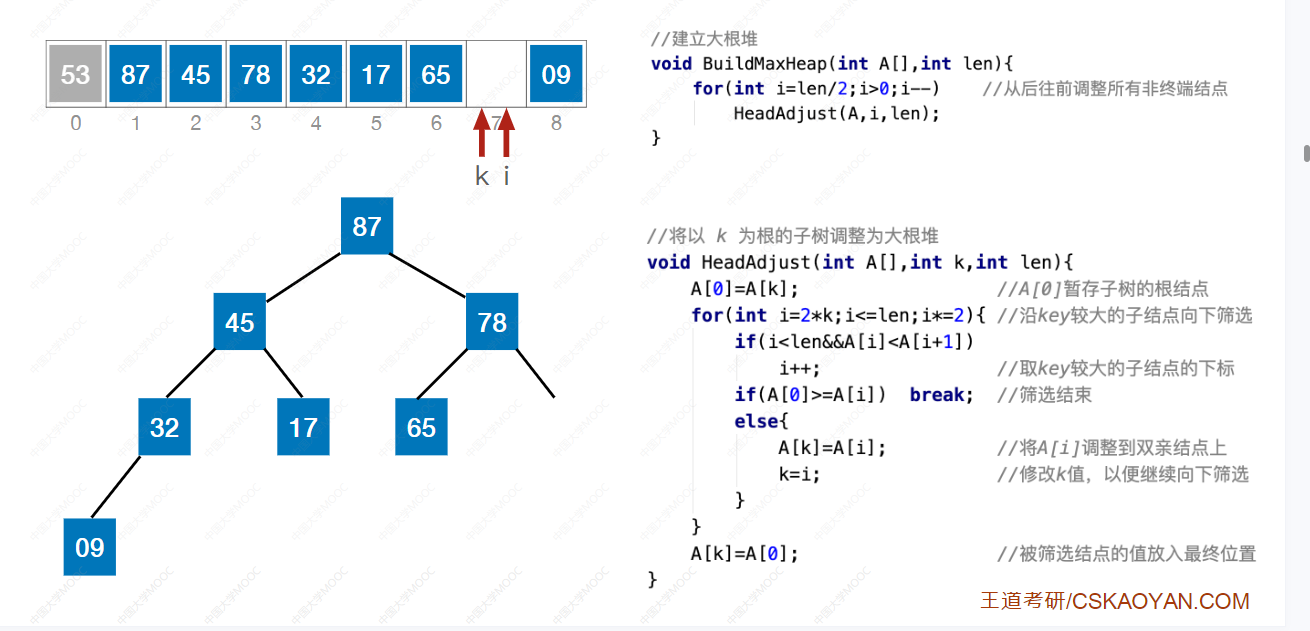 53 87 45 78 32 17 65 09
0 1 2 3 4 5 6 7 8
k i
87
45 78
32 17 65
09
//建立大根堆
void BuildMaxHeap(int A[],int len){
for(int i=len/2;i>0;i--) //从后往前调整所有非终端结点
HeadAdjust(A,i,len);
}
//将以 k 为根的子树调整为大根堆
void HeadAdjust(int A[],int k,int len){
A[0]=A[k]; //A[0]暂存子树的根结点
for(int i=2*k;i<=len;i*=2){ //沿key较大的子结点向下筛选
if(i<len&&A[i]<A[i+1])
i++; //取key较大的子结点的下标
if(A[0]>=A[i]) break; //筛选结束
else{
A[k]=A[i]; //将A[i]调整到双亲结点上
k=i; //修改k值，以便继续向下筛选
}
}
A[k]=A[0]; //被筛选结点的值放入最终位置
}
王道考研/CSKAOYAN.COM
中国大学MOOC